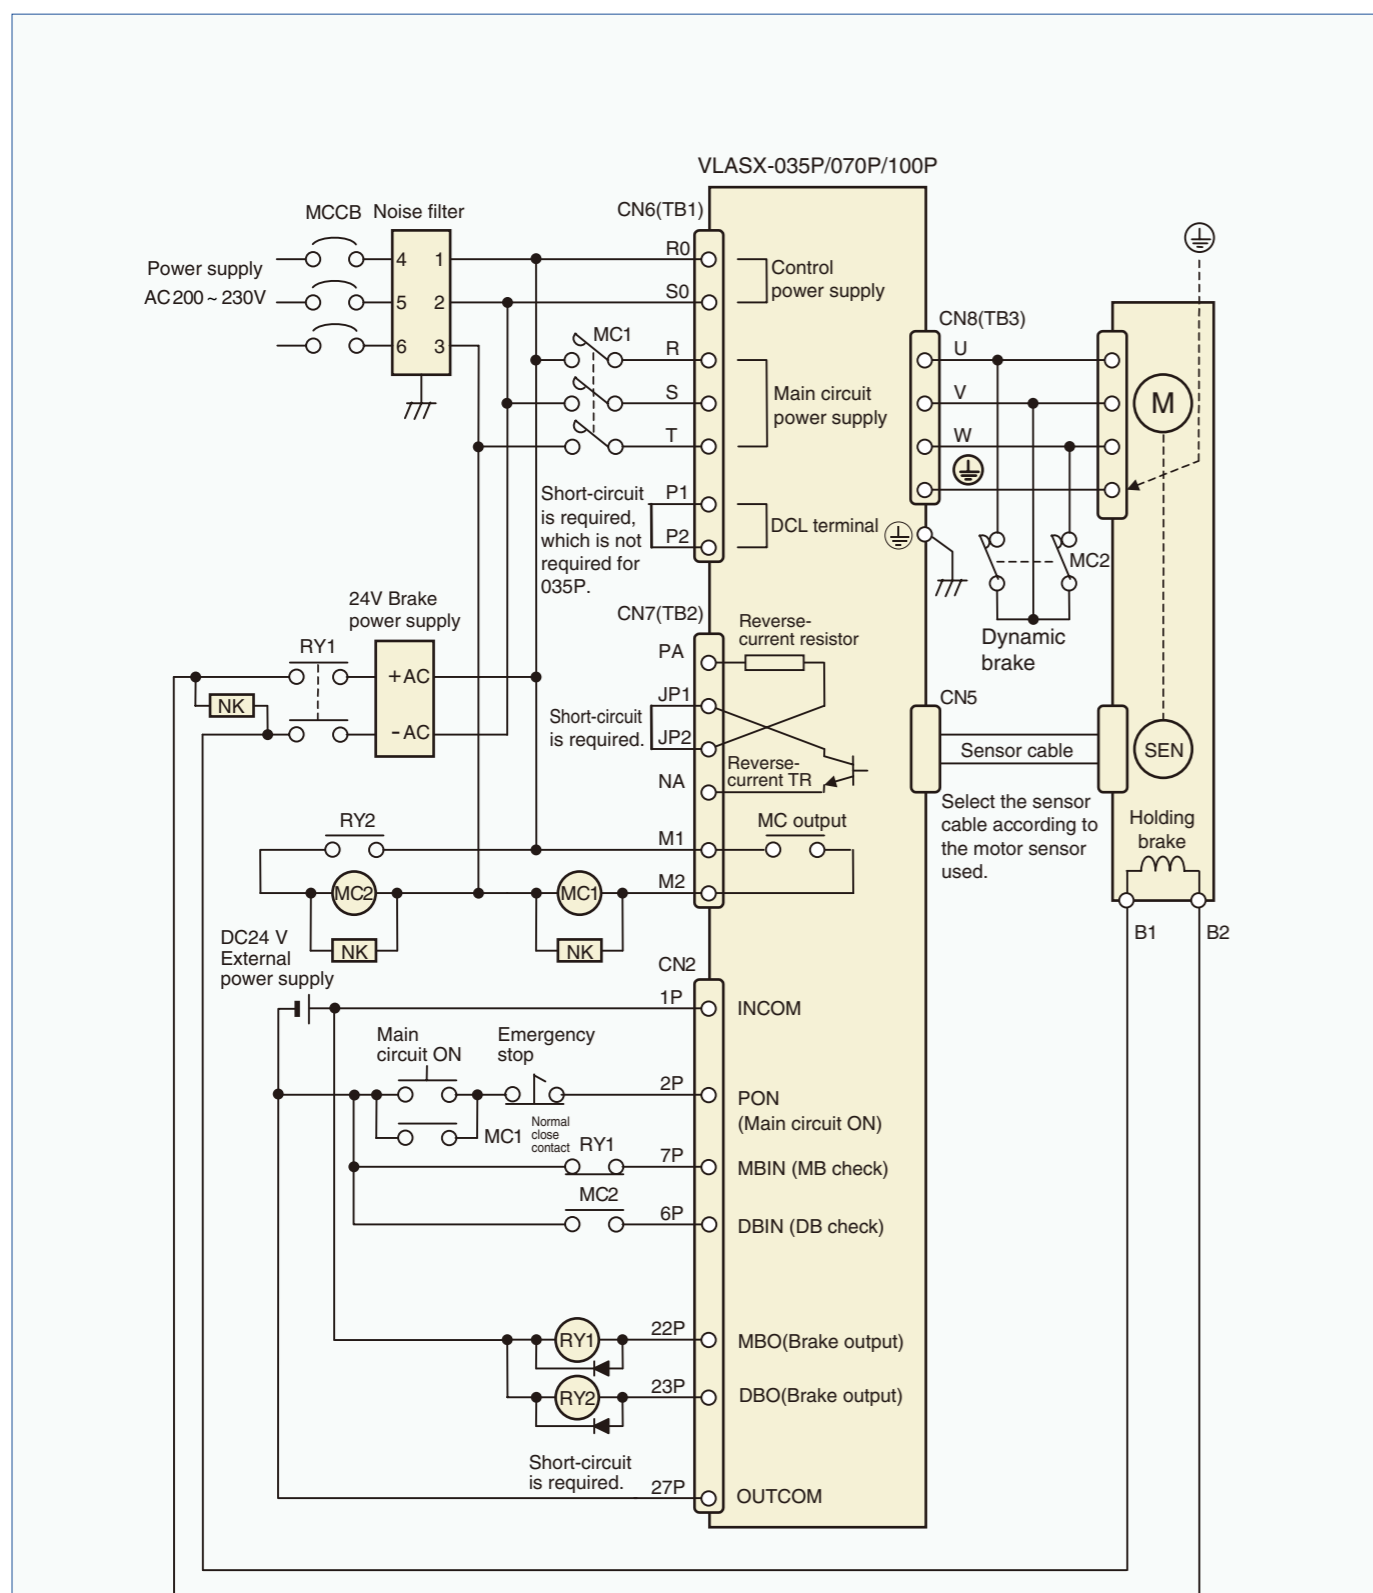 VLASX-035P/070P/100P
MCCB
Noise filter
CN6(TB1)
Power supply
AC 200 ~ 230V
4 1
5 2
6 3
R0
S0
Control
power supply
MC1
R
S
T
Main circuit
power supply
CN8(TB3)
U
V
W
M
Short-circuit
is required,
which is not
required for
035P.
P1
P2
DCL terminal
MC2
Dynamic
brake
24V Brake
power supply
RY1
+ AC
- AC
NK
CN7(TB2)
PA
JP1
JP2
NA
Reverse-
current resistor
Short-circuit
is required.
Reverse-
current TR
CN5
Sensor cable
SEN
Select the sensor
cable according to
the motor sensor
used.
Holding
brake
B1
B2
RY2
M1
M2
MC output
MC2
MC1
NK
NK
DC24 V
External
power supply
CN2
1P
INCOM
Main
circuit ON
Emergency
stop
2P
PON
(Main circuit ON)
MC1
Normal
close
contact
RY1
7P
MBIN (MB check)
MC2
6P
DBIN (DB check)
RY1
22P
MBO(Brake output)
RY2
23P
DBO(Brake output)
Short-circuit
is required.
27P
OUTCOM